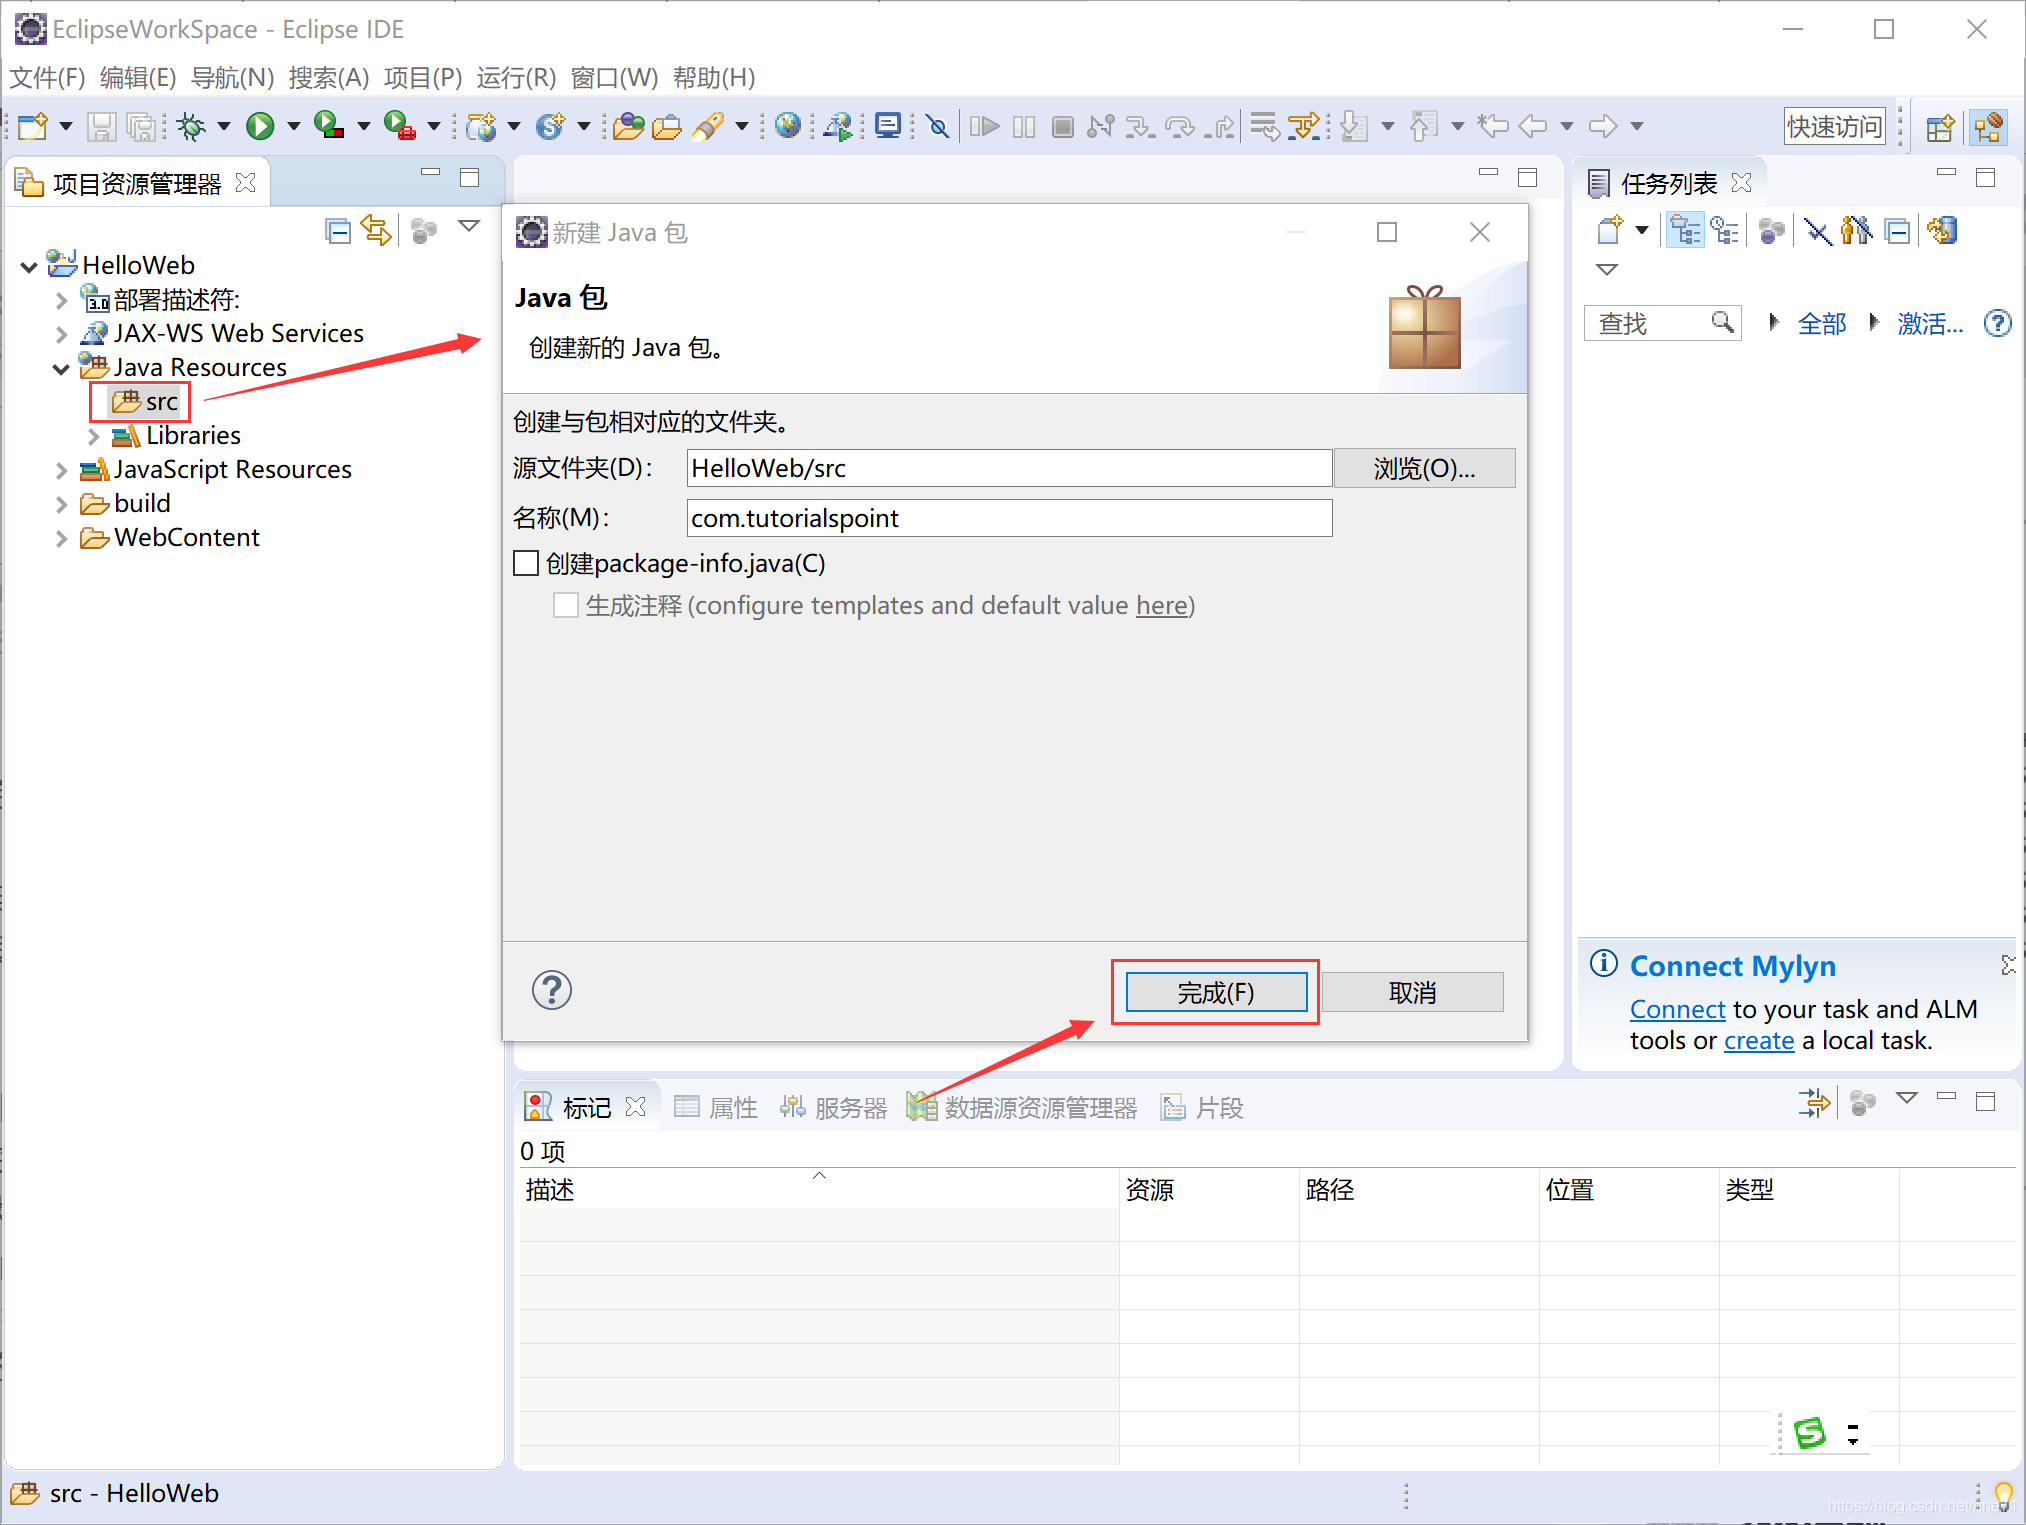 EclipseWorkSpace - Eclipse IDE
文件(F) 编辑(E) 导航(N) 搜索(A) 项目(P) 运行(R) 窗口(W) 帮助(H)
快速访问
项目资源管理器
HelloWeb
3.0 部署描述符:
JAX-WS Web Services
Java Resources
src
Libraries
JavaScript Resources
build
WebContent
新建 Java 包
Java 包
创建新的 Java 包。
创建与包相对应的文件夹。
源文件夹(D)： HelloWeb/src 浏览(O)...
名称(M)： com.tutorialspoint
创建package-info.java(C)
生成注释 (configure templates and default value here)
完成(F) 取消
任务列表
查找 全部 激活...
Connect Mylyn
Connect to your task and ALM
tools or create a local task.
标记 属性 服务器 数据源资源管理器 片段
0 项
描述 资源 路径 位置 类型
src - HelloWeb